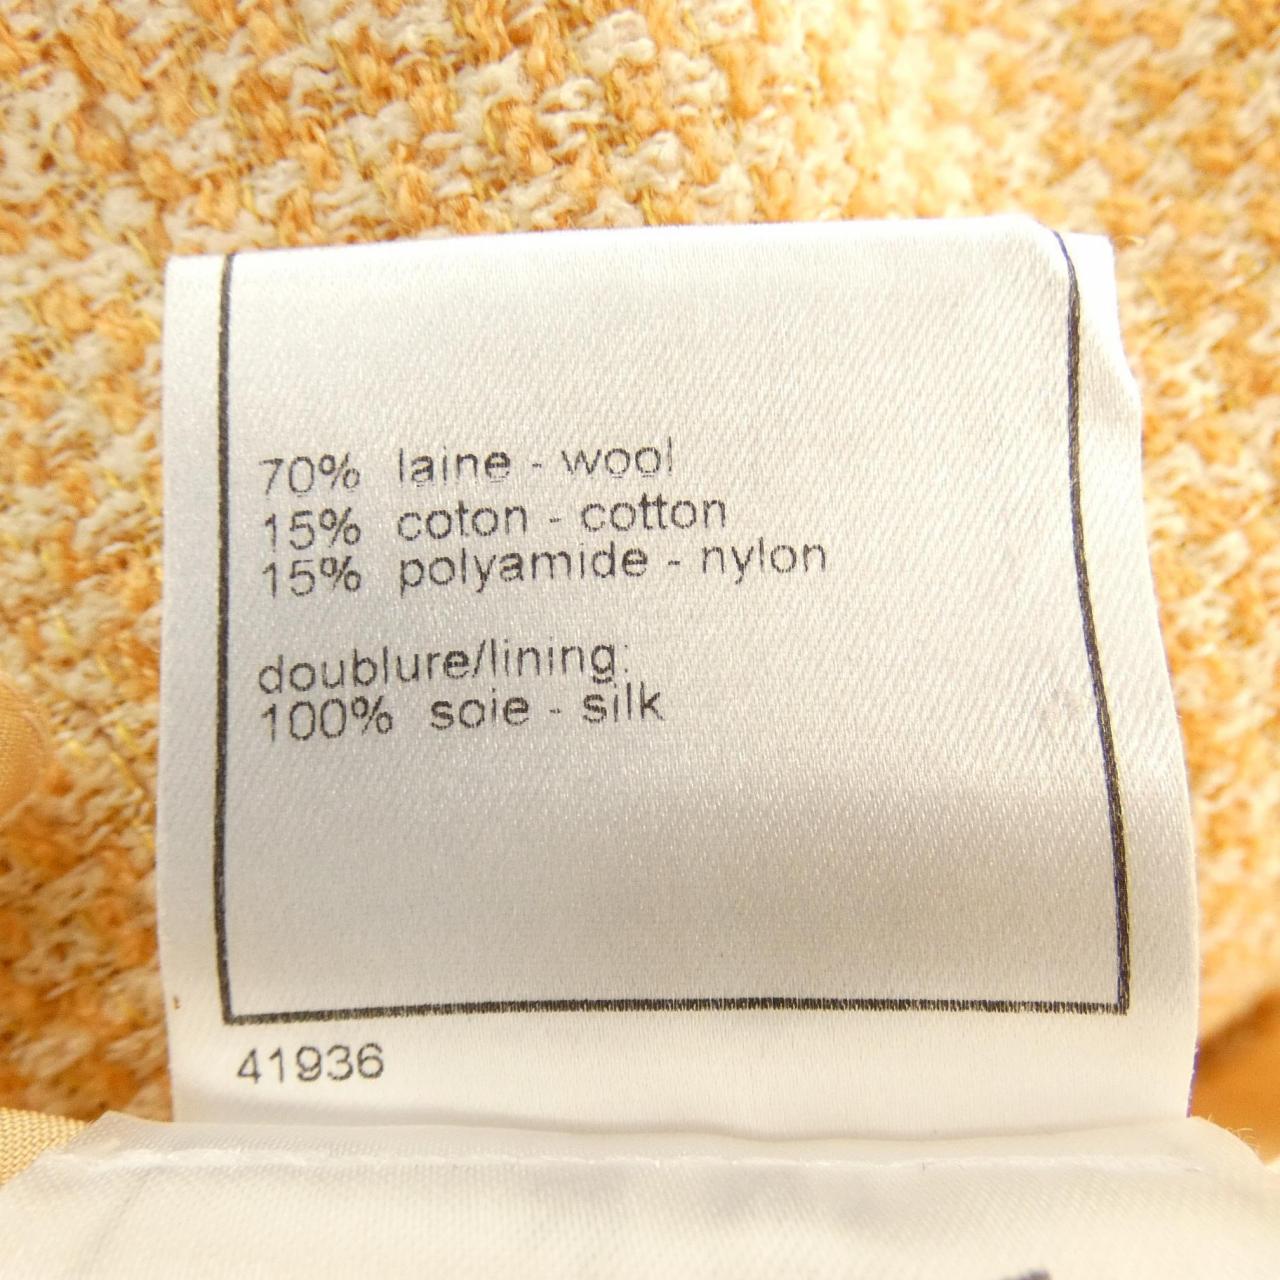 70% laine - wool
15% coton - cotton
15% polyamide - nylon
doublure/lining:
100% soie - silk
41936